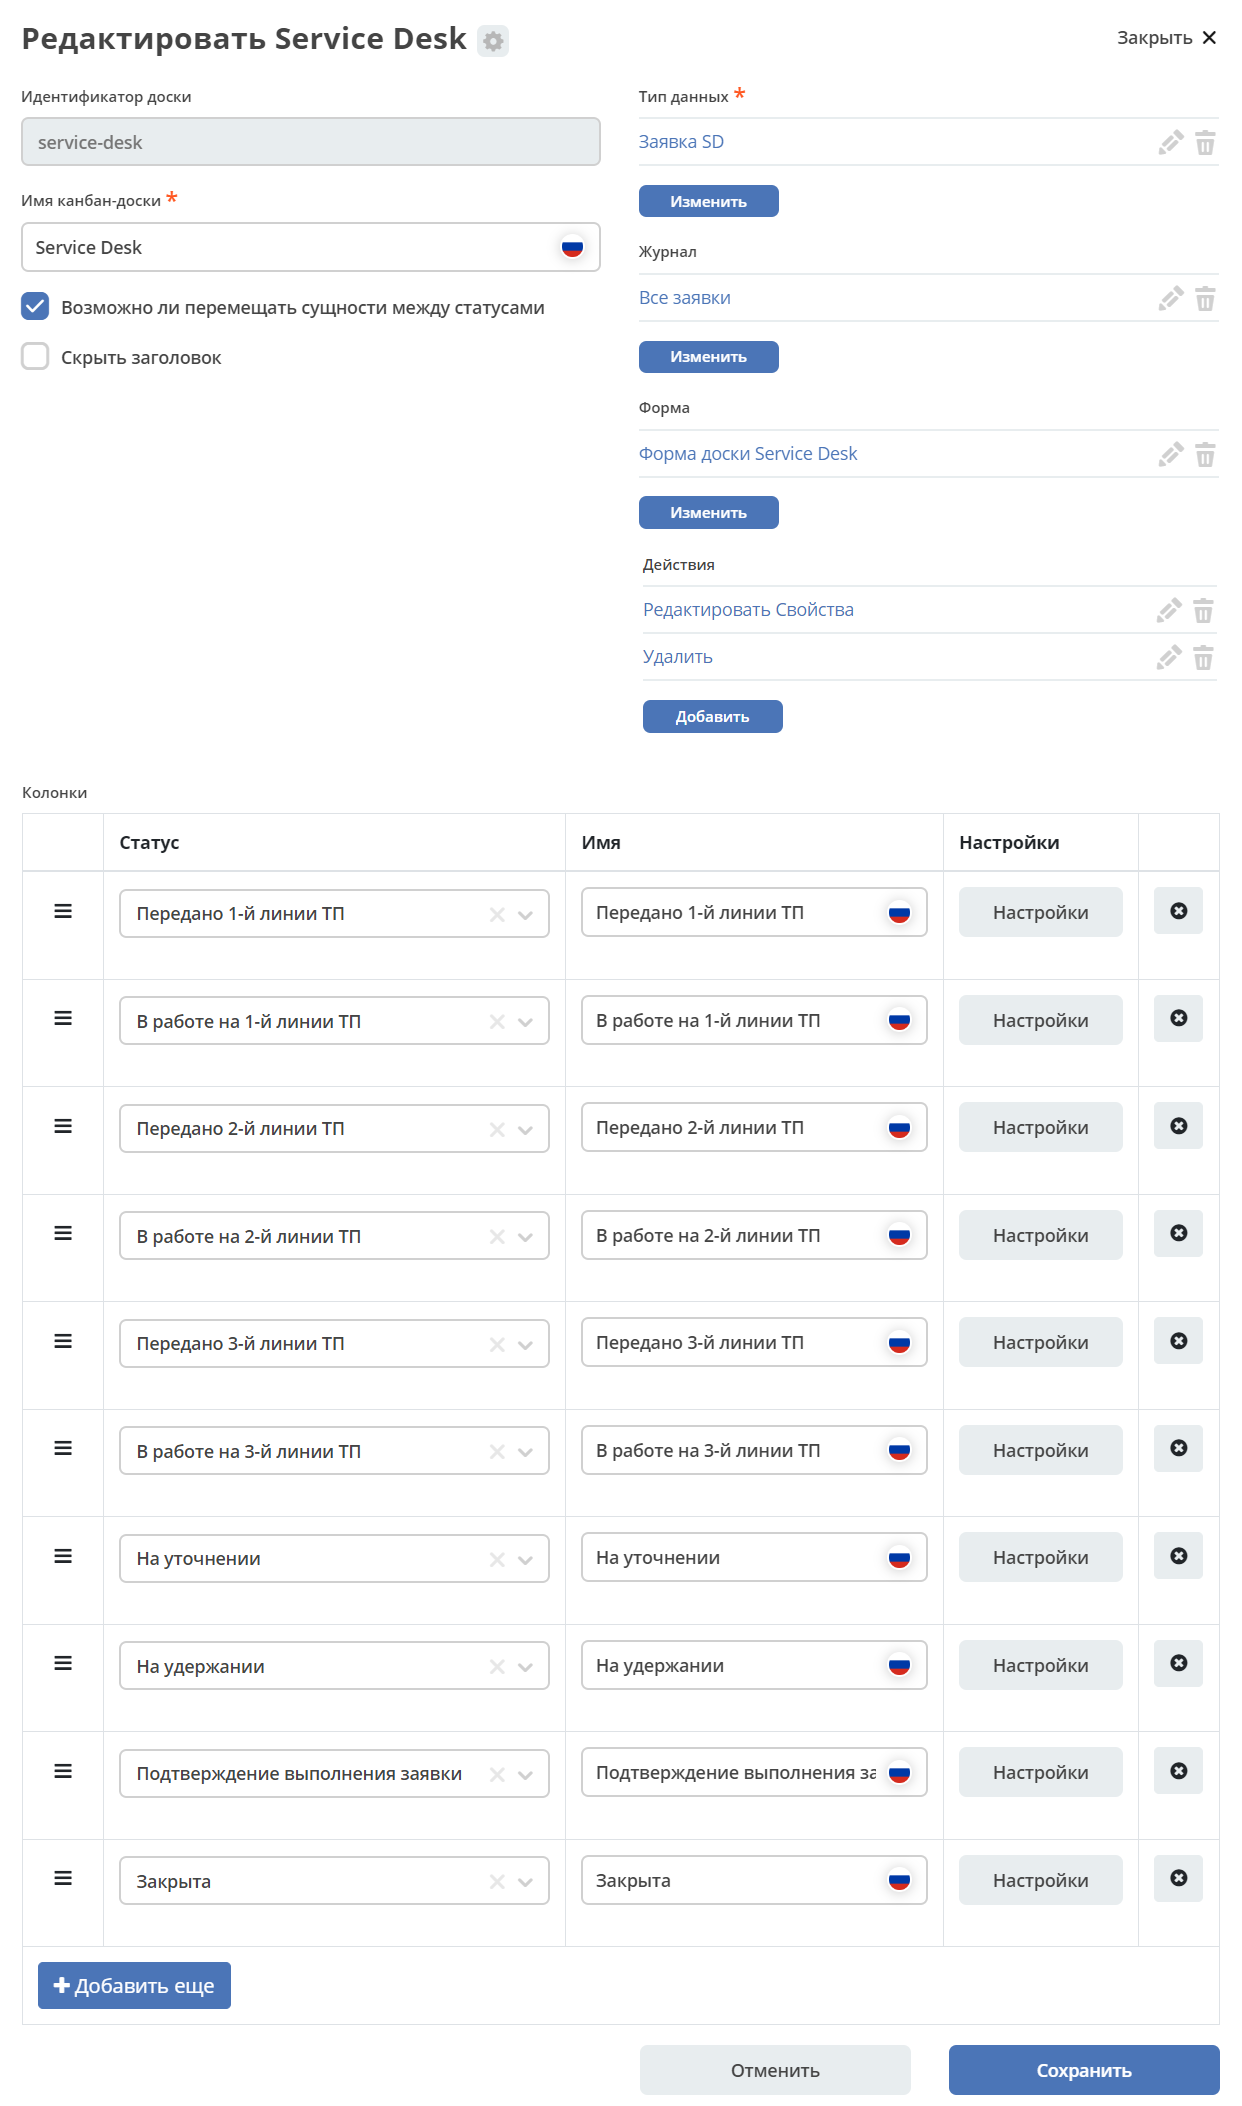 Редактировать Service Desk
Закрыть
Идентификатор доски
service-desk
Имя канбан-доски *
Service Desk
Возможно ли перемещать сущности между статусами
Скрыть заголовок
Тип данных *
Заявка SD
Изменить
Журнал
Все заявки
Изменить
Форма
Форма доски Service Desk
Изменить
Действия
Редактировать Свойства
Удалить
Добавить
Колонки
Статус Имя Настройки
Передано 1-й линии ТП Передано 1-й линии ТП Настройки
В работе на 1-й линии ТП В работе на 1-й линии ТП Настройки
Передано 2-й линии ТП Передано 2-й линии ТП Настройки
В работе на 2-й линии ТП В работе на 2-й линии ТП Настройки
Передано 3-й линии ТП Передано 3-й линии ТП Настройки
В работе на 3-й линии ТП В работе на 3-й линии ТП Настройки
На уточнении На уточнении Настройки
На удержании На удержании Настройки
Подтверждение выполнения заявки Подтверждение выполнения за Настройки
Закрыта Закрыта Настройки
Добавить еще
Отменить Сохранить